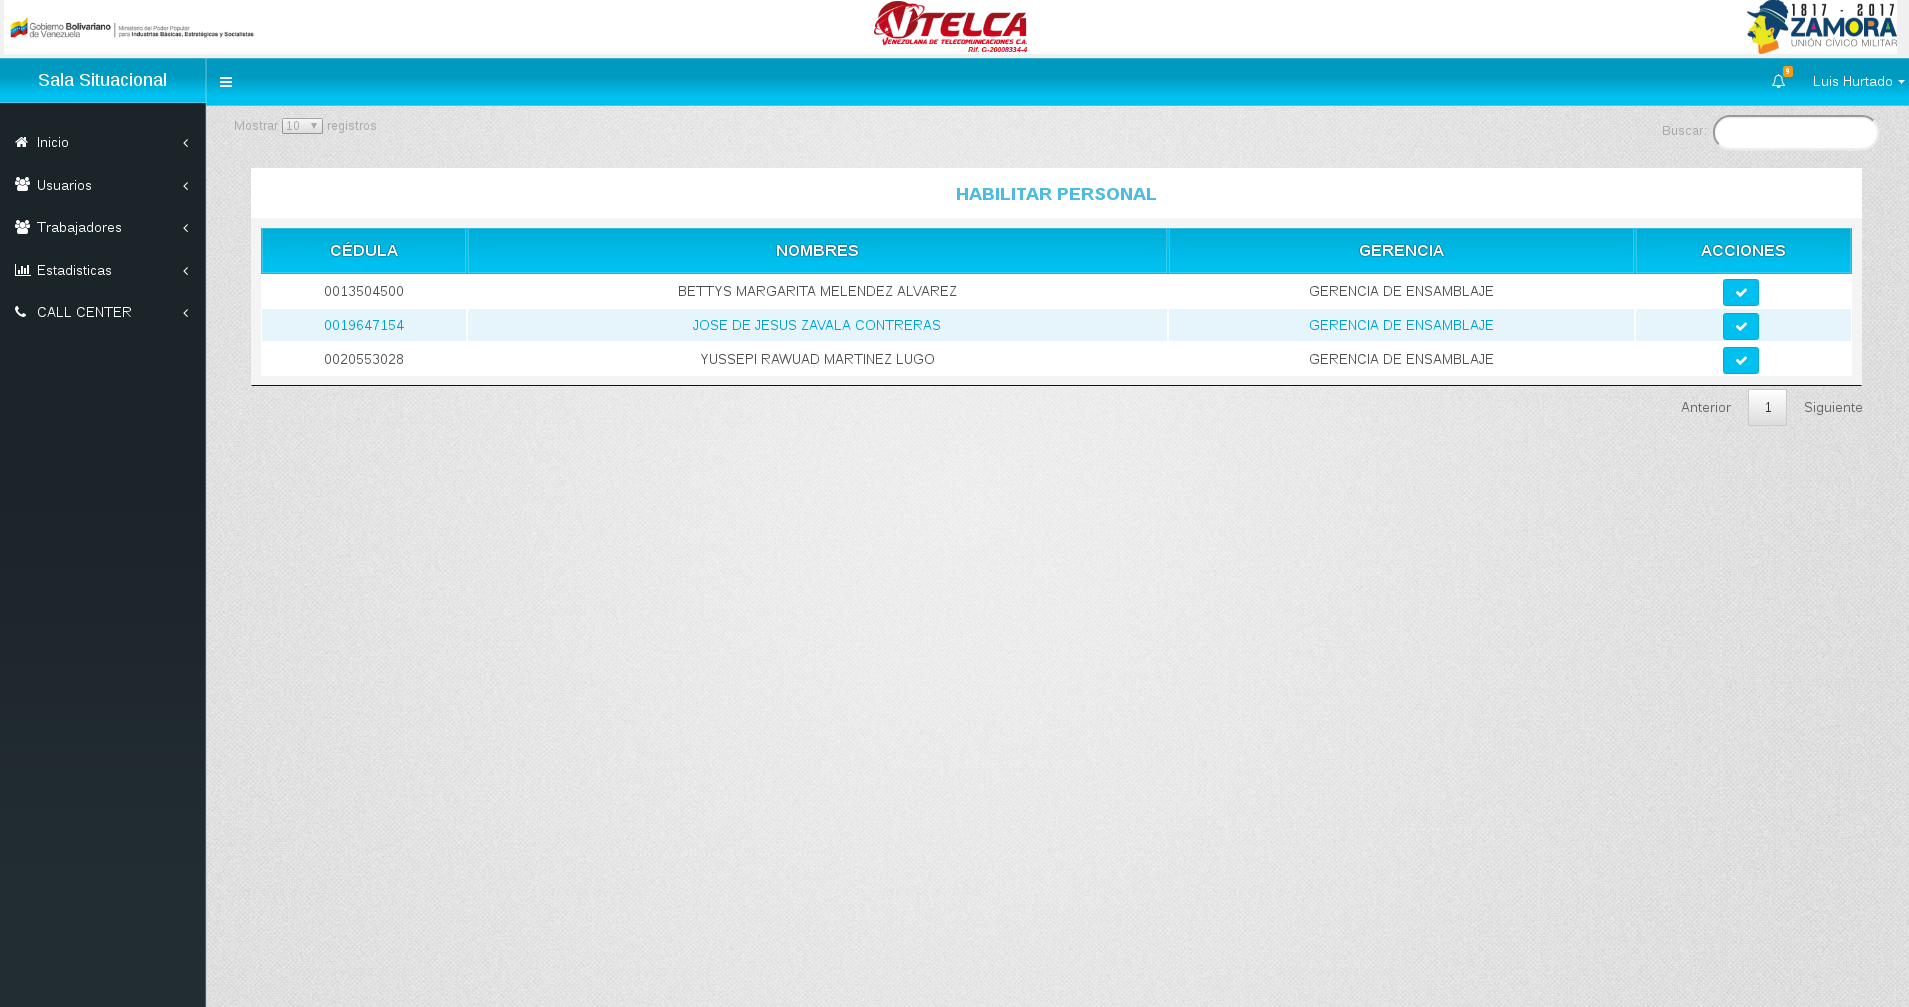 Gobierno Bolivariano
de Venezuela
Ministerio del Poder Popular
para Industrias Básicas, Estratégicas y Socialistas
VTELCA
VENEZOLANA DE TELECOMUNICACIONES C.A.
Rif. G-20008334-4
1817 - 2017
ZAMORA
UNIÓN CÍVICO MILITAR
Sala Situacional
9
Luis Hurtado
Inicio
Usuarios
Trabajadores
Estadisticas
CALL CENTER
Mostrar 10 registros
Buscar:
HABILITAR PERSONAL
CÉDULA NOMBRES GERENCIA ACCIONES
0013504500 BETTYS MARGARITA MELENDEZ ALVAREZ GERENCIA DE ENSAMBLAJE
0019647154 JOSE DE JESUS ZAVALA CONTRERAS GERENCIA DE ENSAMBLAJE
0020553028 YUSSEPI RAWUAD MARTINEZ LUGO GERENCIA DE ENSAMBLAJE
Anterior 1 Siguiente